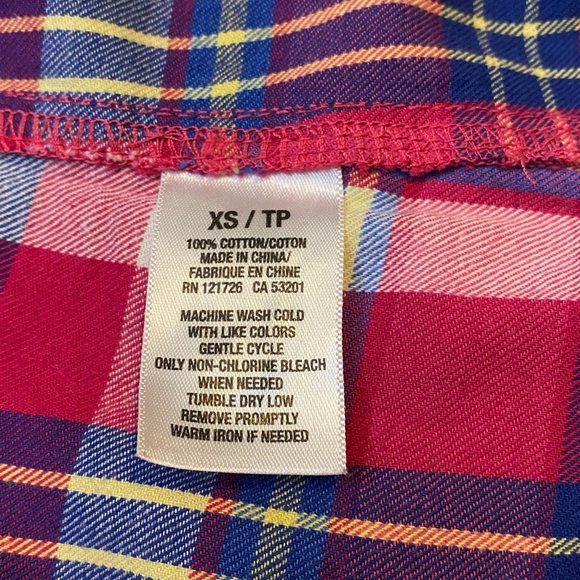 XS / TP
100% COTTON/COTON
MADE IN CHINA/
FABRIQUE EN CHINE
RN 121726 CA 53201
MACHINE WASH COLD
WITH LIKE COLORS
GENTLE CYCLE
ONLY NON-CHLORINE BLEACH
WHEN NEEDED
TUMBLE DRY LOW
REMOVE PROMPTLY
WARM IRON IF NEEDED